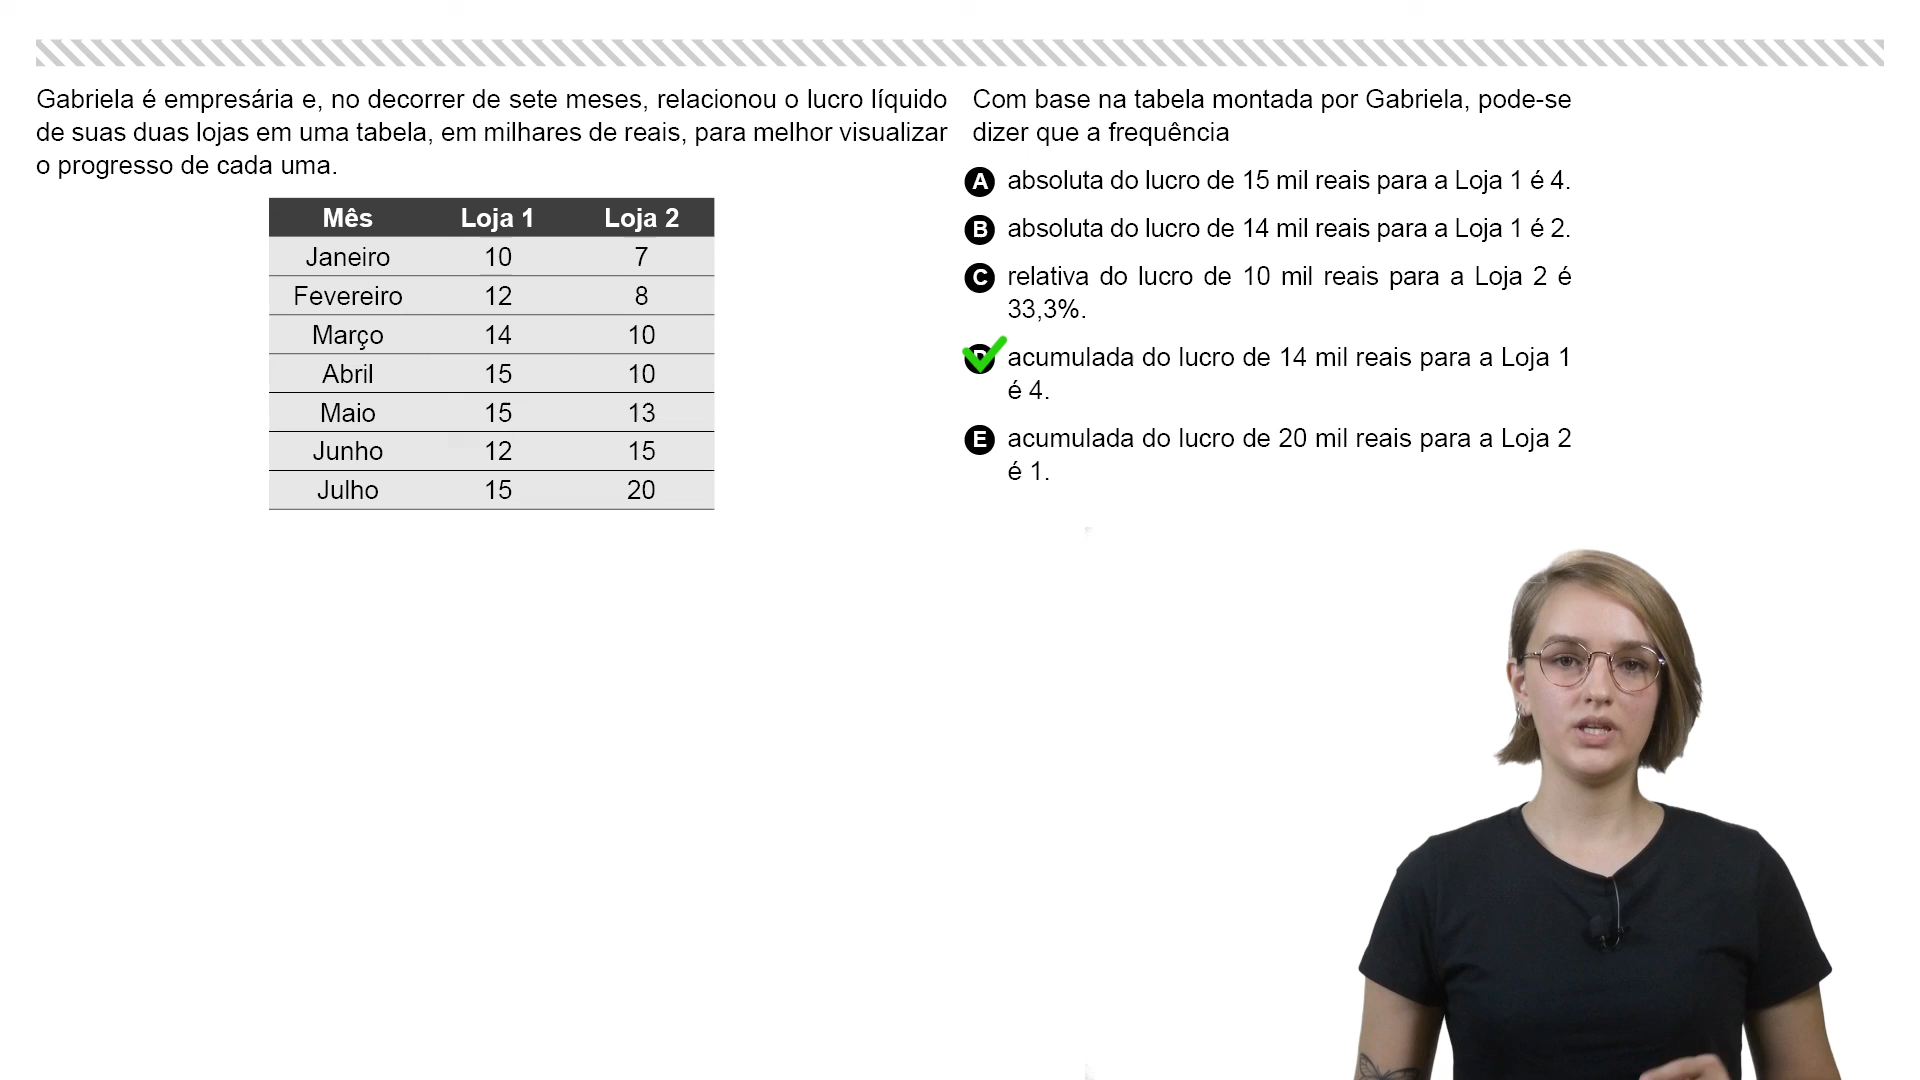 Gabriela é empresária e, no decorrer de sete meses, relacionou o lucro líquido
de suas duas lojas em uma tabela, em milhares de reais, para melhor visualizar
o progresso de cada uma.
Mês Loja 1 Loja 2
Janeiro 10 7
Fevereiro 12 8
Março 14 10
Abril 15 10
Maio 15 13
Junho 12 15
Julho 15 20
Com base na tabela montada por Gabriela, pode-se
dizer que a frequência
A absoluta do lucro de 15 mil reais para a Loja 1 é 4.
B absoluta do lucro de 14 mil reais para a Loja 1 é 2.
C relativa do lucro de 10 mil reais para a Loja 2 é
33,3%.
D acumulada do lucro de 14 mil reais para a Loja 1
é 4.
E acumulada do lucro de 20 mil reais para a Loja 2
é 1.